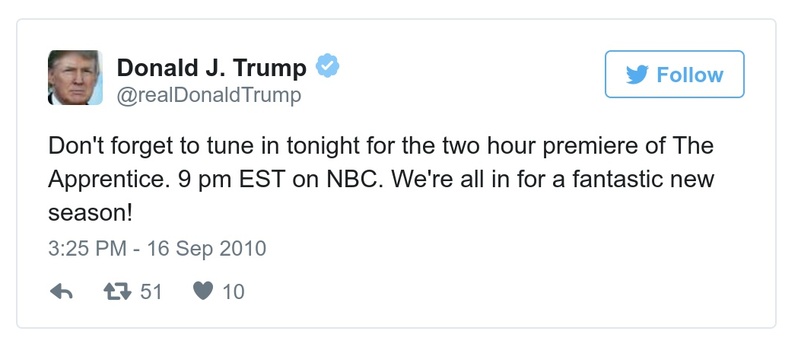 Donald J. Trump
@realDonaldTrump
Follow
Don't forget to tune in tonight for the two hour premiere of The
Apprentice. 9 pm EST on NBC. We're all in for a fantastic new
season!
3:25 PM - 16 Sep 2010
51 10